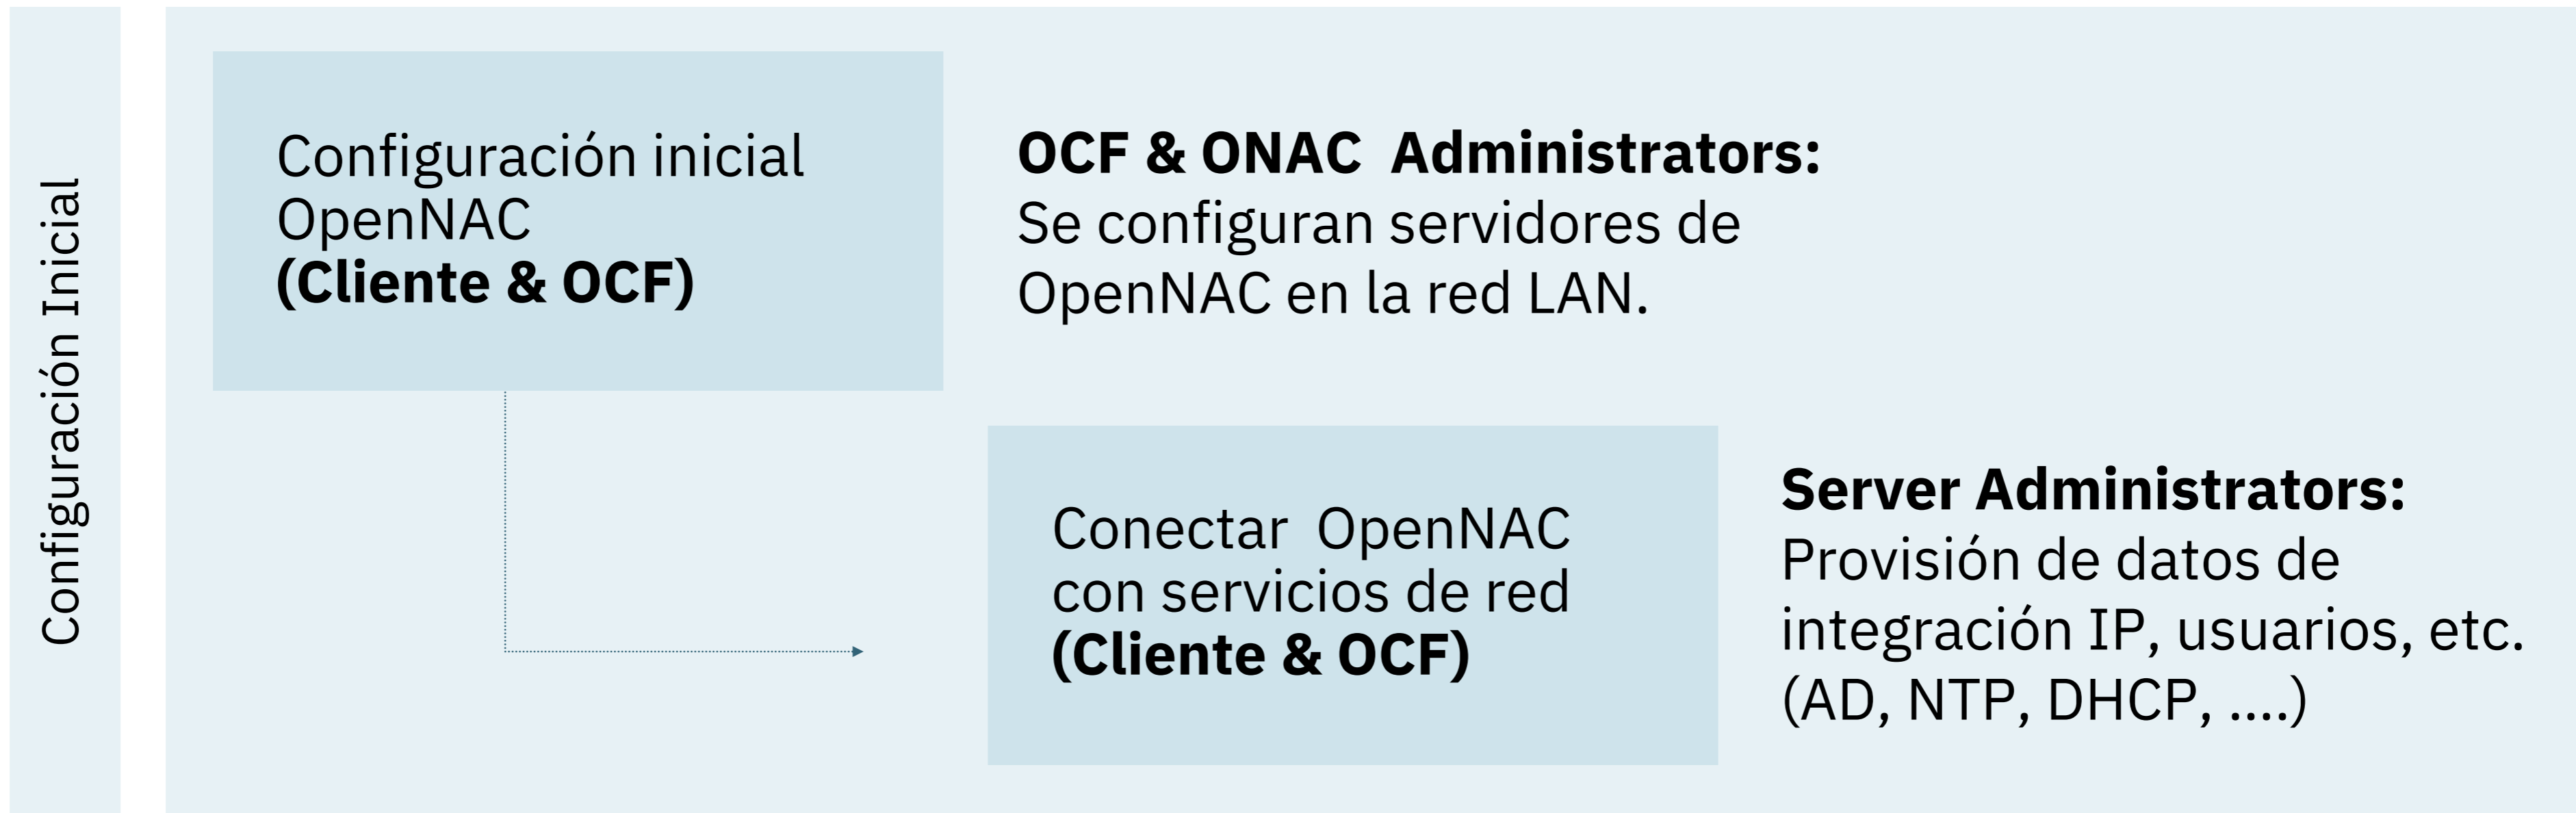 Configuración Inicial
Configuración inicial
OpenNAC
(Cliente & OCF)
OCF & ONAC  Administrators:
Se configuran servidores de
OpenNAC en la red LAN.
Conectar  OpenNAC
con servicios de red
(Cliente & OCF)
Server Administrators:
Provisión de datos de
integración IP, usuarios, etc.
(AD, NTP, DHCP, ....)